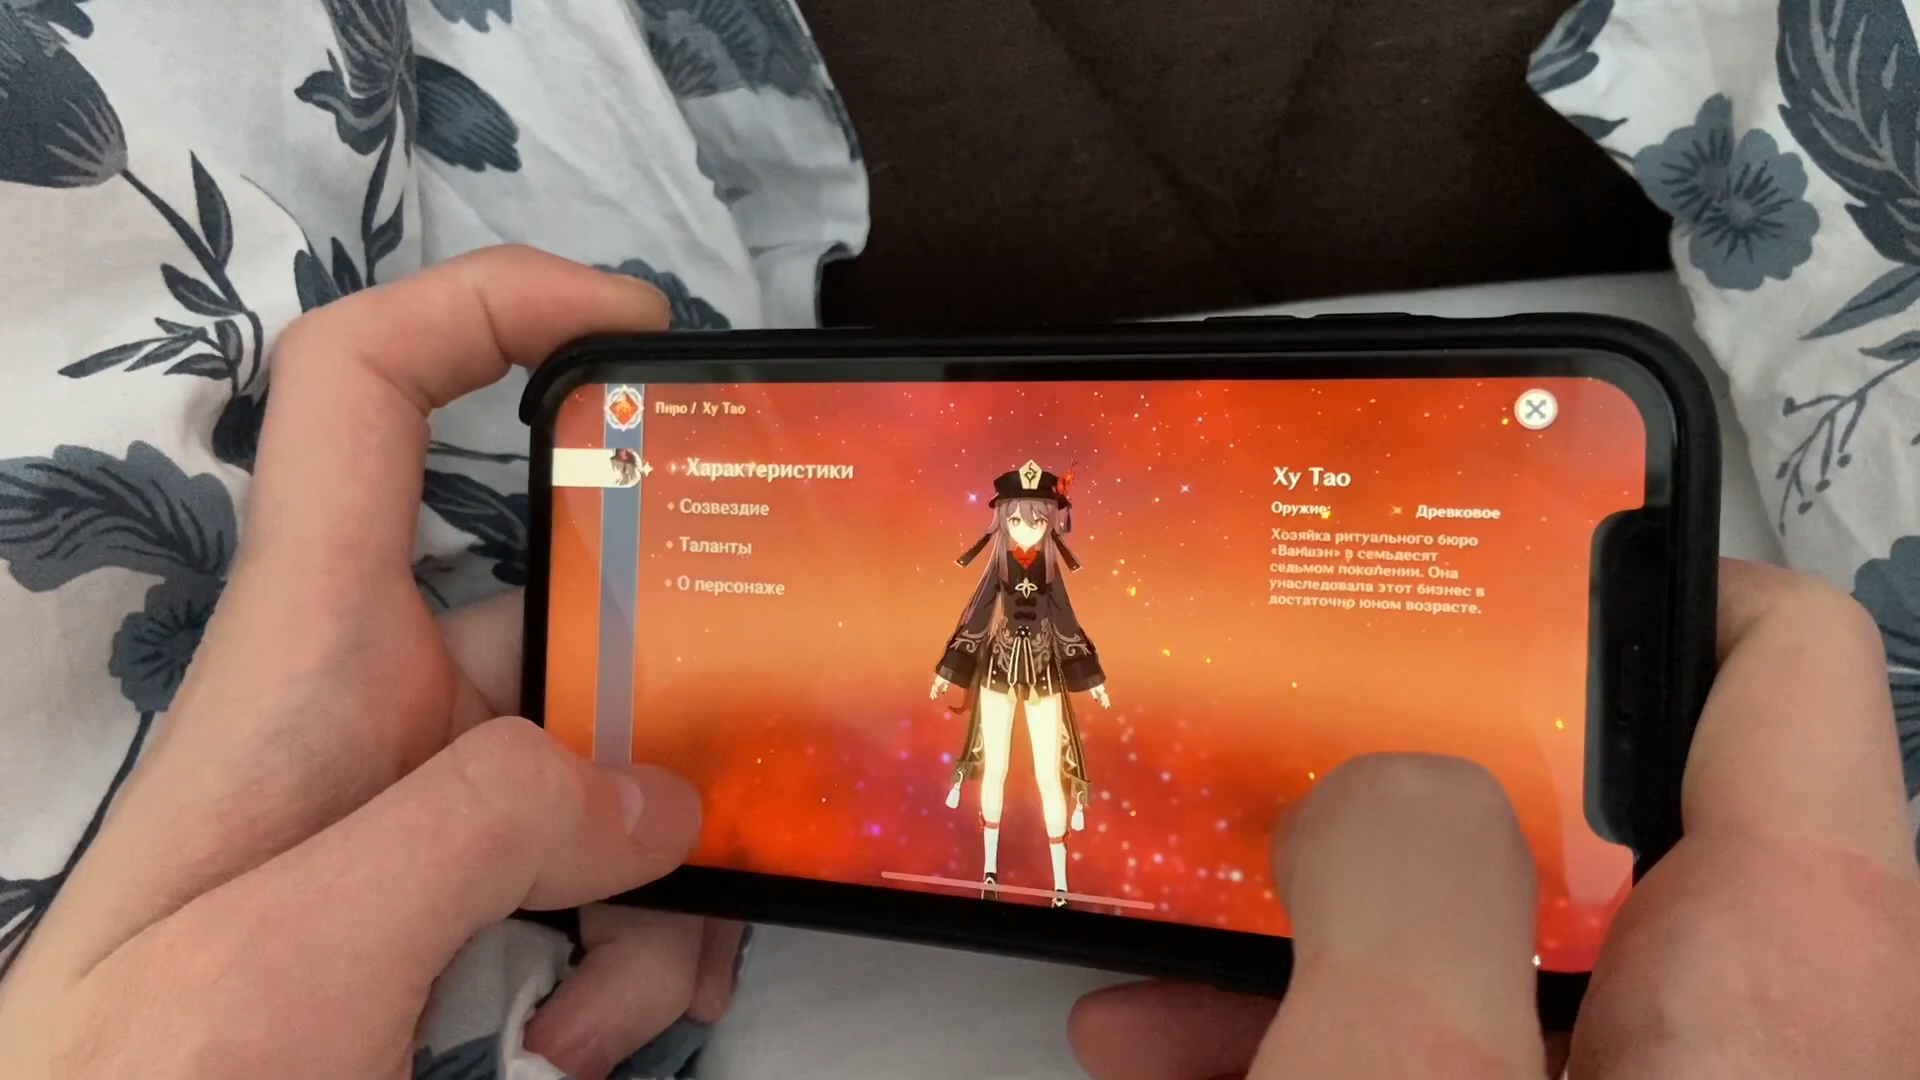 Пиро / Ху Тао
Характеристики
Созвездие
Таланты
О персонаже
Ху Тао
Оружие:
Древковое
Хозяйка ритуального бюро
«Ваншэн» в семьдесят
седьмом поколении. Она
унаследовала этот бизнес в
достаточно юном возрасте.